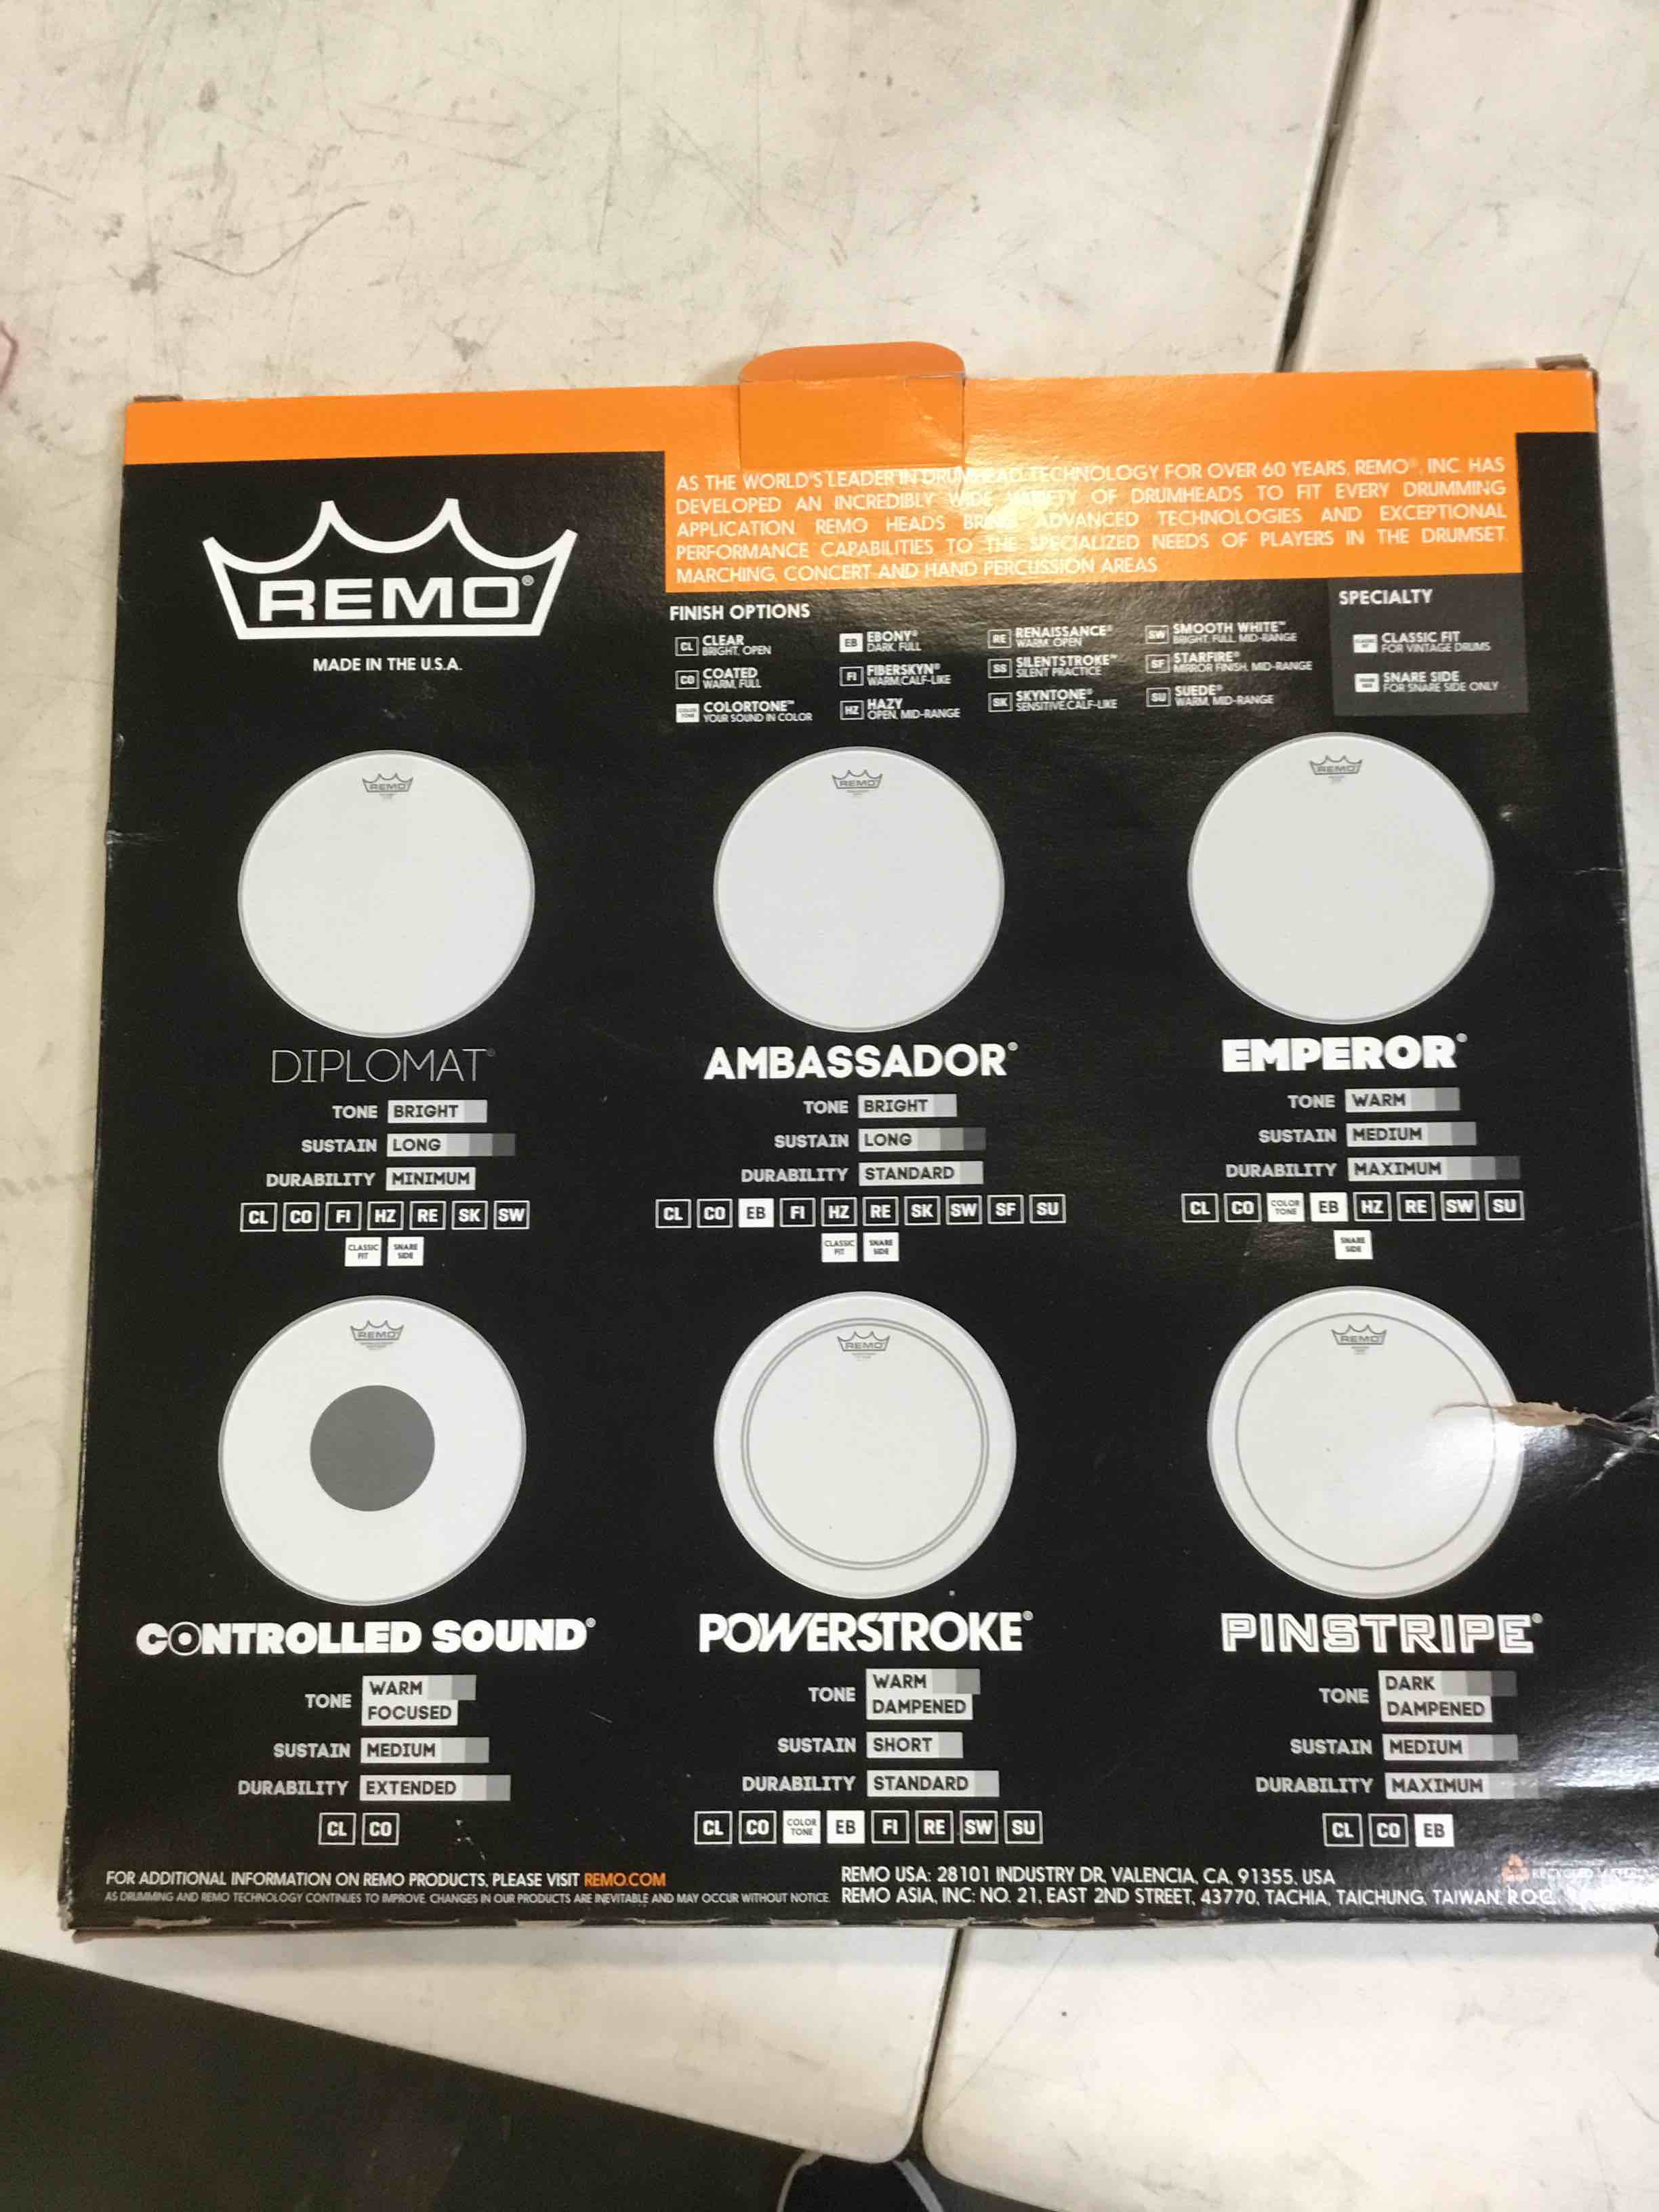 AS THE WORLD'S LEADER IN DRUMHEAD TECHNOLOGY FOR OVER 60 YEARS, REMO®, INC. HAS
DEVELOPED AN INCREDIBLY WIDE VARIETY OF DRUMHEADS TO FIT EVERY DRUMMING
APPLICATION. REMO HEADS BRING ADVANCED TECHNOLOGIES AND EXCEPTIONAL
PERFORMANCE CAPABILITIES TO THE SPECIALIZED NEEDS OF PLAYERS IN THE DRUMSET,
MARCHING, CONCERT AND HAND PERCUSSION AREAS
REMO®
MADE IN THE U.S.A.
FINISH OPTIONS
CL CLEAR
BRIGHT, OPEN
CO COATED
WARM, FULL
COLOR TONE COLORTONE™
YOUR SOUND IN COLOR
EB EBONY®
DARK, FULL
FI FIBERSKYN®
WARM,CALF-LIKE
HZ HAZY
OPEN, MID-RANGE
RE RENAISSANCE®
WARM, OPEN
SS SILENTSTROKE™
SILENT PRACTICE
SK SKYNTONE®
SENSITIVE,CALF-LIKE
SW SMOOTH WHITE™
BRIGHT, FULL, MID-RANGE
SF STARFIRE®
MIRROR FINISH, MID-RANGE
SU SUEDE®
WARM, MID-RANGE
SPECIALTY
CLASSIC FIT
FOR VINTAGE DRUMS
SNARE SIDE
FOR SNARE SIDE ONLY
REMO
DIPLOMAT®
TONE BRIGHT
SUSTAIN LONG
DURABILITY MINIMUM
CL CO FI HZ RE SK SW
CLASSIC FIT SNARE SIDE
REMO
AMBASSADOR®
TONE BRIGHT
SUSTAIN LONG
DURABILITY STANDARD
CL CO EB FI HZ RE SK SW SF SU
CLASSIC FIT SNARE SIDE
REMO
EMPEROR®
TONE WARM
SUSTAIN MEDIUM
DURABILITY MAXIMUM
CL CO COLOR TONE EB HZ RE SW SU
SNARE SIDE
REMO
CONTROLLED SOUND®
TONE WARM
FOCUSED
SUSTAIN MEDIUM
DURABILITY EXTENDED
CL CO
REMO
POWERSTROKE®
TONE WARM
DAMPENED
SUSTAIN SHORT
DURABILITY STANDARD
CL CO COLOR TONE EB FI RE SW SU
REMO
PINSTRIPE®
TONE DARK
DAMPENED
SUSTAIN MEDIUM
DURABILITY MAXIMUM
CL CO EB
FOR ADDITIONAL INFORMATION ON REMO PRODUCTS, PLEASE VISIT REMO.COM
AS DRUMMING AND REMO TECHNOLOGY CONTINUES TO IMPROVE, CHANGES IN OUR PRODUCTS ARE INEVITABLE AND MAY OCCUR WITHOUT NOTICE.
REMO USA: 28101 INDUSTRY DR, VALENCIA, CA, 91355, USA
REMO ASIA, INC: NO. 21, EAST 2ND STREET, 43770, TACHIA, TAICHUNG, TAIWAN, R.O.C.
RECYCLED